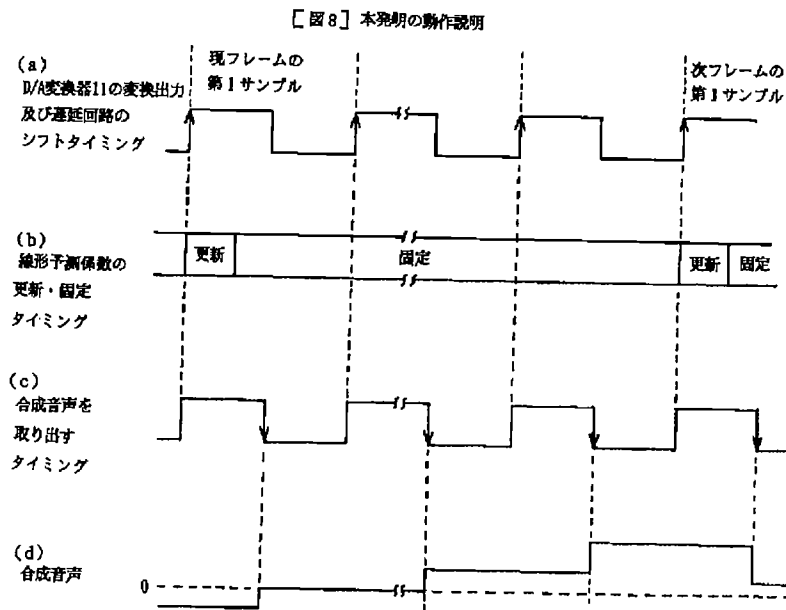 [図8] 本発明の動作説明
(a)
D/A変換器11の変換出力
及び遅延回路の
シフトタイミング
現フレームの
第1サンプル
次フレームの
第1サンプル
(b)
線形予測係数の
更新・固定
タイミング
更新
固定
更新
固定
(c)
合成音声を
取り出す
タイミング
(d)
合成音声
0